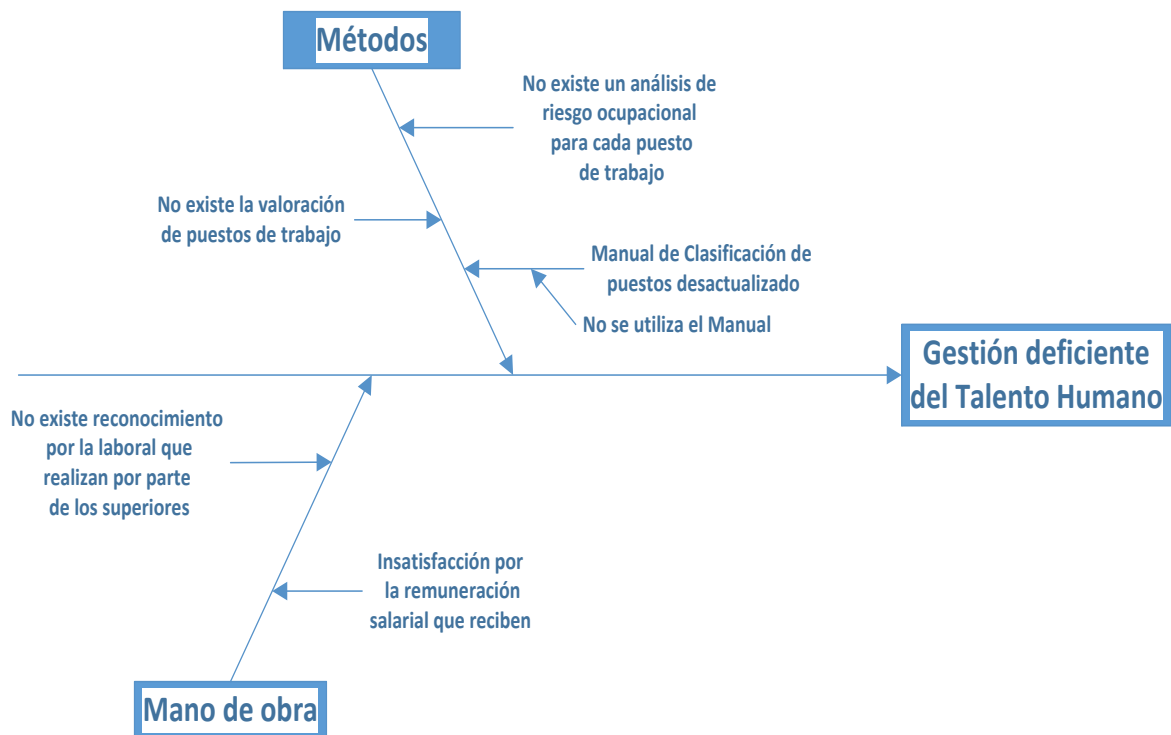 Métodos
No existe un análisis de
riesgo ocupacional
para cada puesto
de trabajo
No existe la valoración
de puestos de trabajo
Manual de Clasificación de
puestos desactualizado
No se utiliza el Manual
Gestión deficiente
del Talento Humano
No existe reconocimiento
por la laboral que
realizan por parte
de los superiores
Insatisfacción por
la remuneración
salarial que reciben
Mano de obra